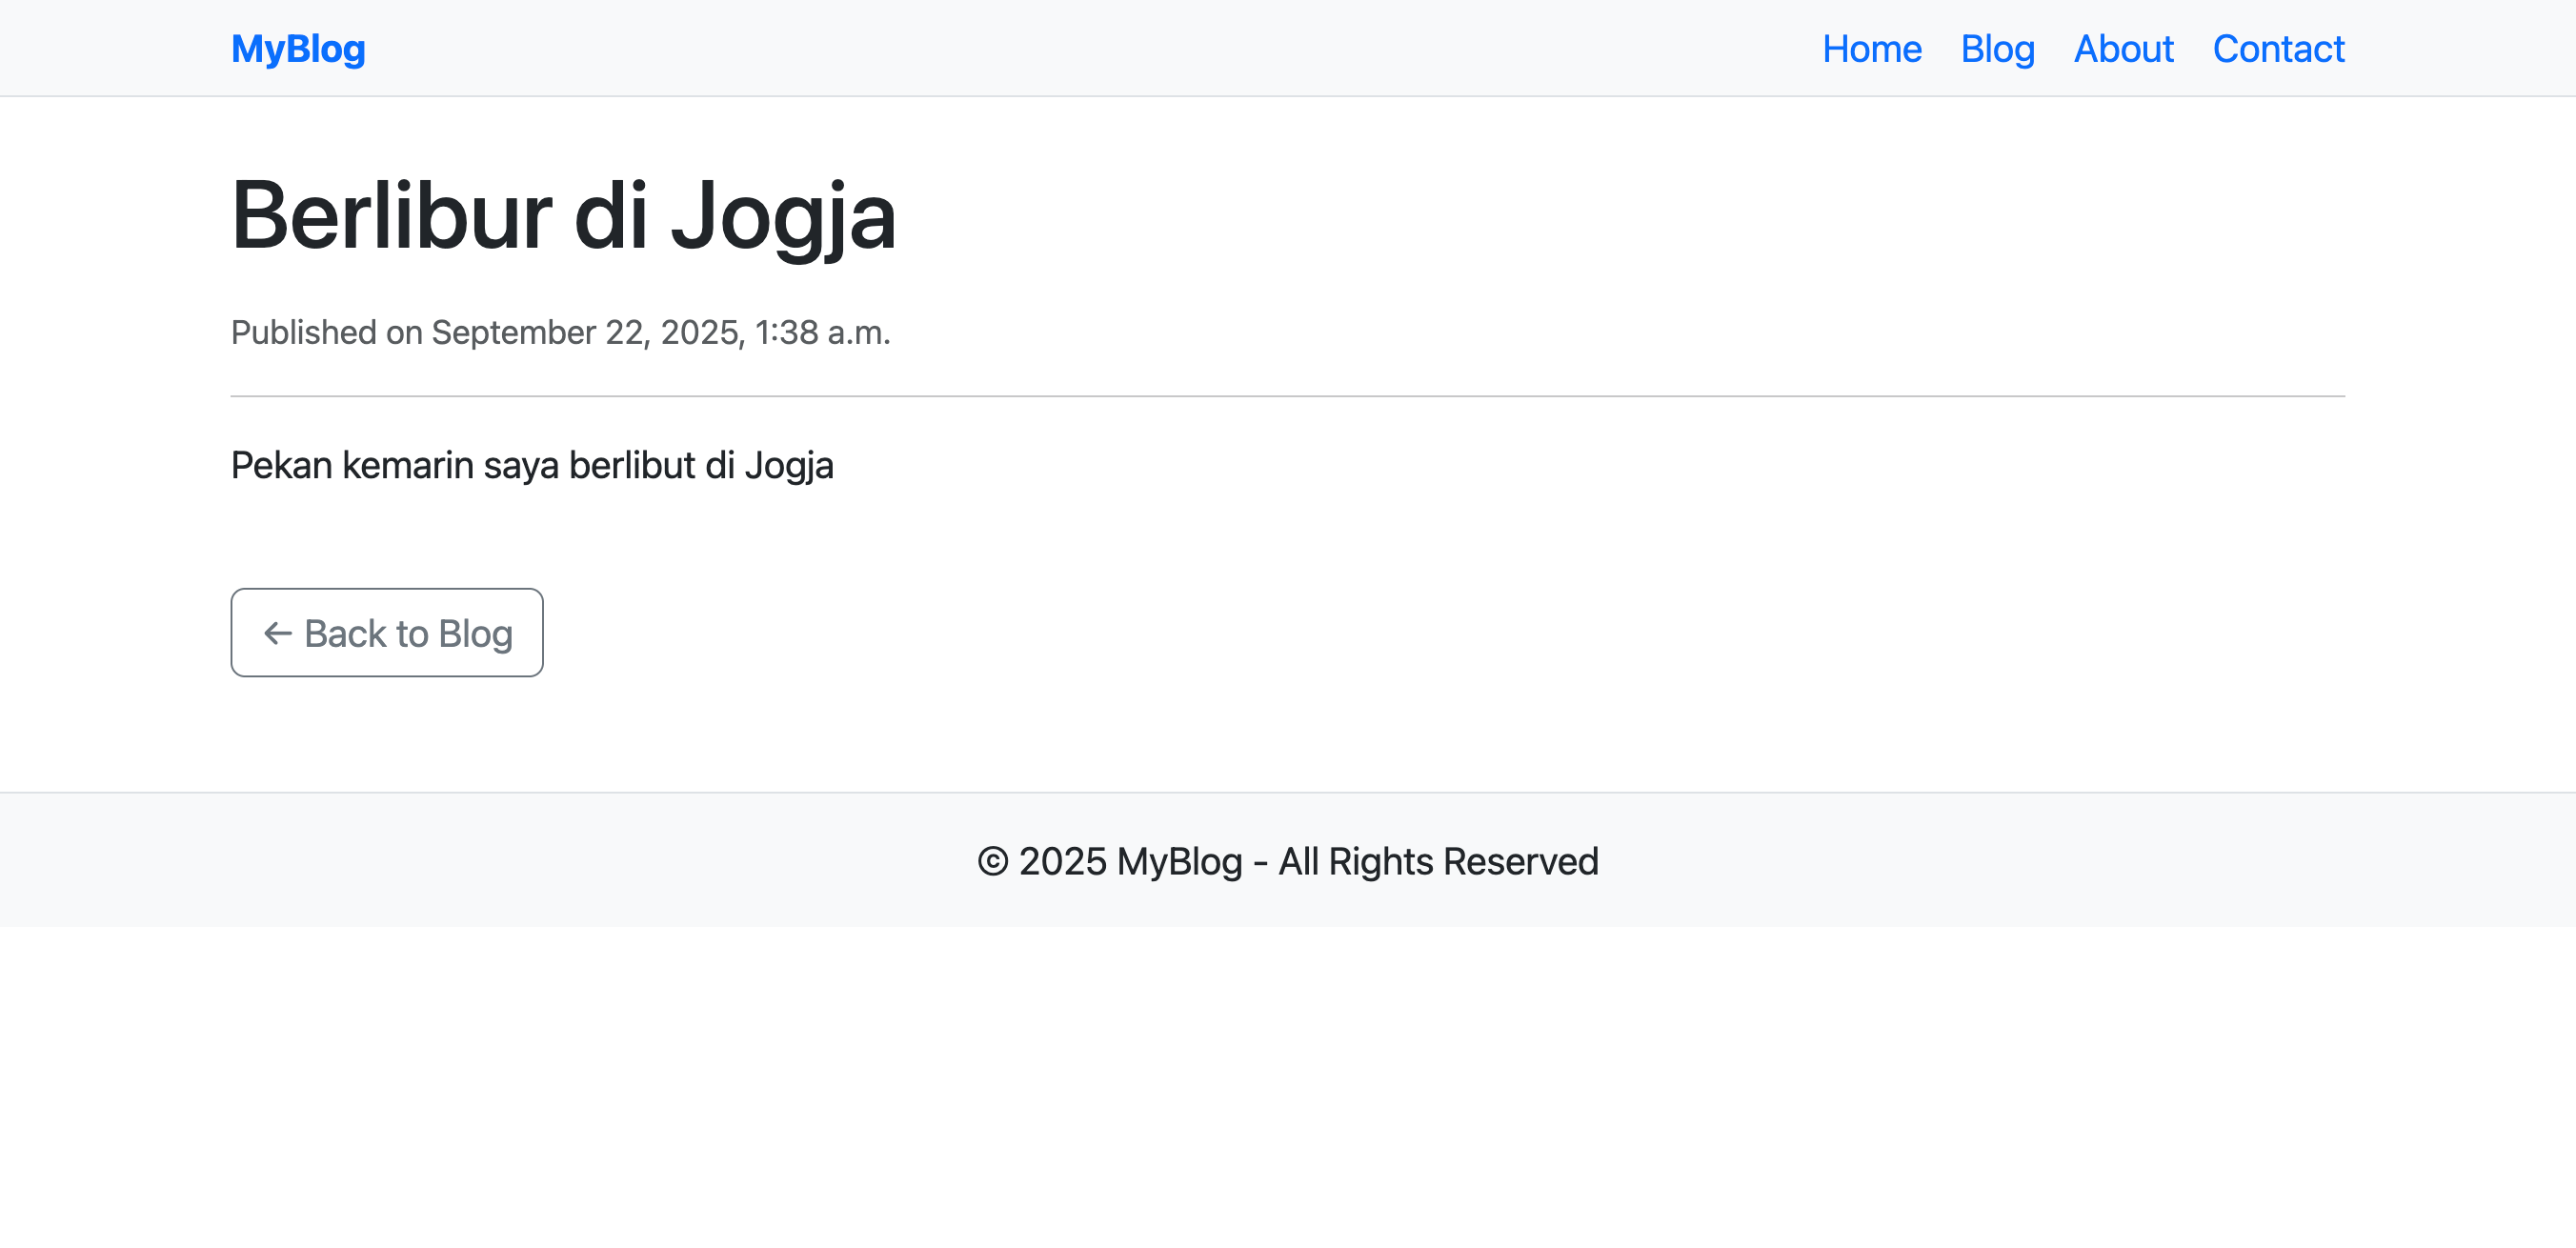 MyBlog
Home Blog About Contact
Berlibur di Jogja
Published on September 22, 2025, 1:38 a.m.
Pekan kemarin saya berlibut di Jogja
← Back to Blog
© 2025 MyBlog - All Rights Reserved